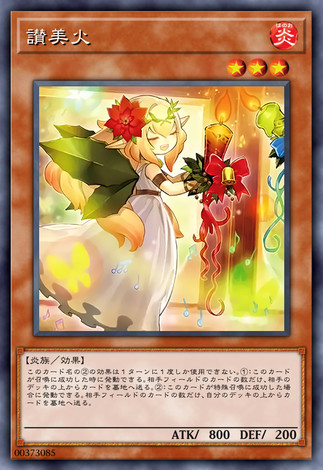 讃美火
炎
【炎族／効果】
このカード名の②の効果は１ターンに１度しか使用できない。①：このカード
が召喚に成功した時に発動できる。相手フィールドのカードの数だけ、相手の
デッキの上からカードを墓地へ送る。②：このカードが特殊召喚に成功した場
合に発動できる。相手フィールドのカードの数だけ、自分のデッキの上からカ
ードを墓地へ送る。
ATK/ 800 DEF/ 200
00373085